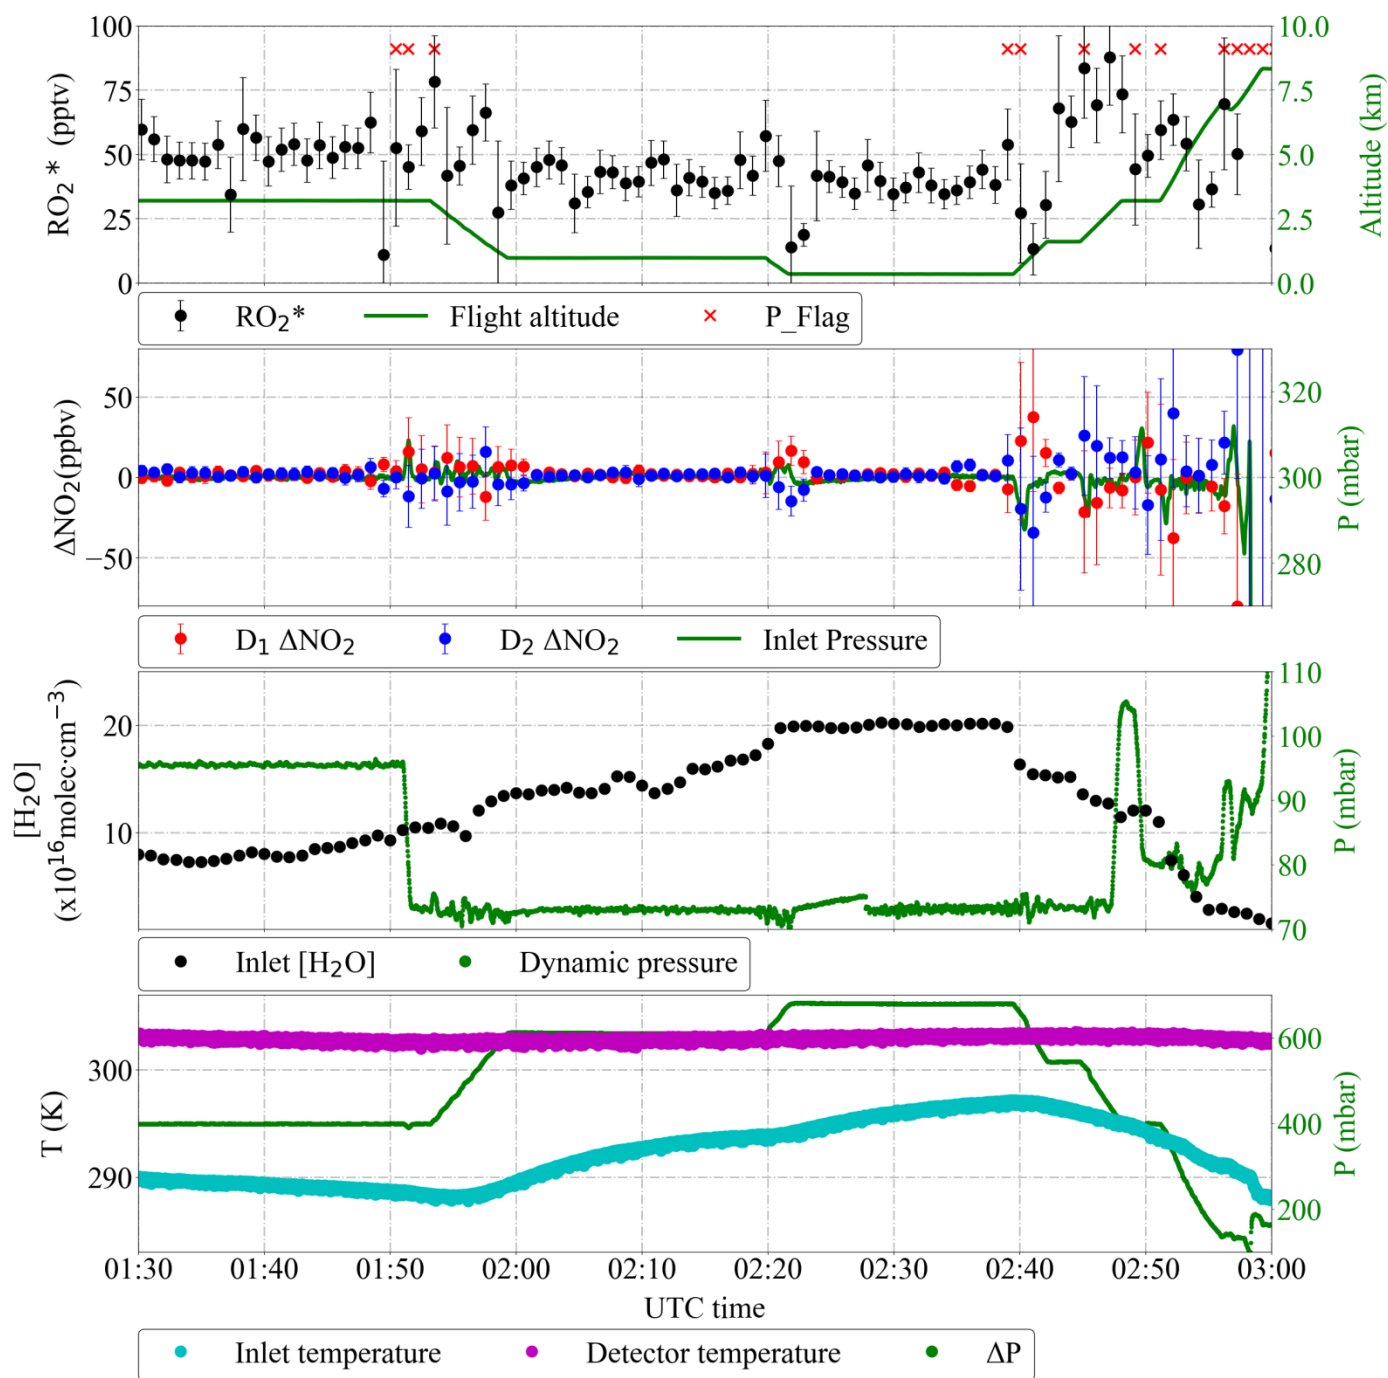 RO₂* (pptv)
100
75
50
25
0
10.0
7.5
5.0
2.5
0.0
Altitude (km)
RO₂* Flight altitude P_Flag
ΔNO₂(ppbv)
50
0
−50
320
300
280
P (mbar)
D₁ ΔNO₂ D₂ ΔNO₂ Inlet Pressure
[H₂O]
(x10¹⁶molec·cm⁻³)
20
10
110
100
90
80
70
P (mbar)
Inlet [H₂O] Dynamic pressure
T (K)
300
290
600
400
200
P (mbar)
01:30 01:40 01:50 02:00 02:10 02:20 02:30 02:40 02:50 03:00
UTC time
Inlet temperature Detector temperature ΔP